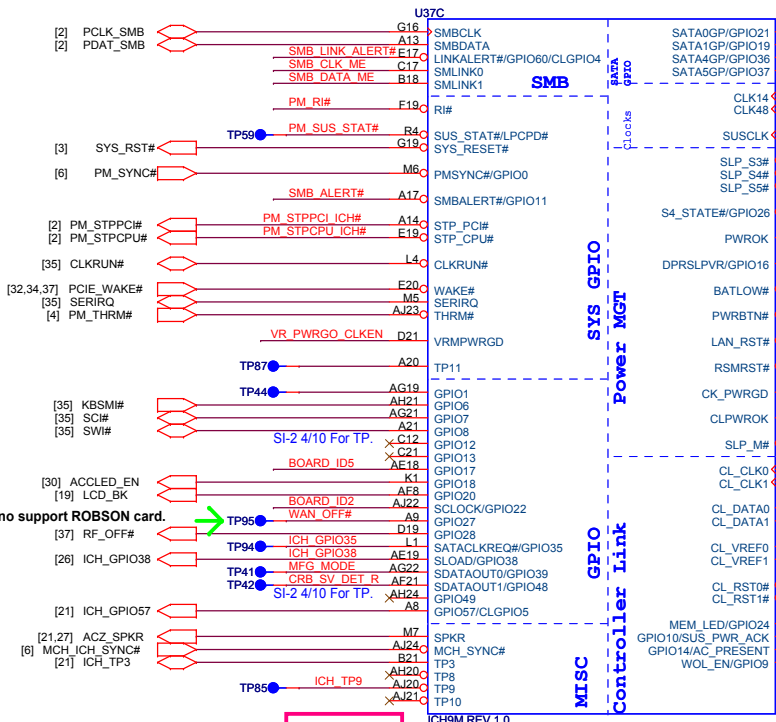 U37C
[2] PCLK_SMB G16 SMBCLK SATA0GP/GPIO21
[2] PDAT_SMB A13 SMBDATA SATA1GP/GPIO19
SMB_LINK_ALERT# E17 LINKALERT#/GPIO60/CLGPIO4 SATA4GP/GPIO36
SMB_CLK_ME C17 SMLINK0 SATA5GP/GPIO37
SMB_DATA_ME B18 SMLINK1
SMB
SATA
GPIO
CLK14
PM_RI# F19 RI# CLK48
Clocks
TP59 PM_SUS_STAT# R4 SUS_STAT#/LPCPD# SUSCLK
[3] SYS_RST# G19 SYS_RESET#
SLP_S3#
[6] PM_SYNC# M6 PMSYNC#/GPIO0 SLP_S4#
SLP_S5#
SMB_ALERT# A17 SMBALERT#/GPIO11
S4_STATE#/GPIO26
[2] PM_STPPCI# PM_STPPCI_ICH# A14 STP_PCI#
[2] PM_STPCPU# PM_STPCPU_ICH# E19 STP_CPU# PWROK
SYS GPIO
[35] CLKRUN# L4 CLKRUN# DPRSLPVR/GPIO16
[32,34,37] PCIE_WAKE# E20 WAKE# BATLOW#
[35] SERIRQ M5 SERIRQ
[4] PM_THRM# AJ23 THRM# PWRBTN#
Power MGT
VR_PWRGO_CLKEN D21 VRMPWRGD LAN_RST#
TP87 A20 TP11 RSMRST#
TP44 AG19 GPIO1 CK_PWRGD
[35] KBSMI# AH21 GPIO6
[35] SCI# AG21 GPIO7 CLPWROK
[35] SWI# A21 GPIO8
SI-2 4/10 For TP. C12 GPIO12 SLP_M#
C21 GPIO13
BOARD_ID5 AE18 GPIO17 CL_CLK0
[30] ACCLED_EN K1 GPIO18 CL_CLK1
[19] LCD_BK AF8 GPIO20
BOARD_ID2 AJ22 SCLOCK/GPIO22 CL_DATA0
no support ROBSON card. TP95 WAN_OFF# A9 GPIO27 CL_DATA1
[37] RF_OFF# D19 GPIO28
TP94 ICH_GPIO35 L1 SATACLKREQ#/GPIO35 CL_VREF0
[26] ICH_GPIO38 ICH_GPIO38 AE19 SLOAD/GPIO38 CL_VREF1
TP41 MFG_MODE AG22 SDATAOUT0/GPIO39
TP42 CRB_SV_DET_R AF21 SDATAOUT1/GPIO48 CL_RST0#
SI-2 4/10 For TP. AH24 GPIO49 CL_RST1#
[21] ICH_GPIO57 A8 GPIO57/CLGPIO5
GPIO
Controller Link
MEM_LED/GPIO24
[21,27] ACZ_SPKR M7 SPKR GPIO10/SUS_PWR_ACK
[6] MCH_ICH_SYNC# AJ24 MCH_SYNC# GPIO14/AC_PRESENT
[21] ICH_TP3 B21 TP3 WOL_EN/GPIO9
AH20 TP8
TP85 ICH_TP9 AJ20 TP9
AJ21 TP10
MISC
ICH9M REV 1.0